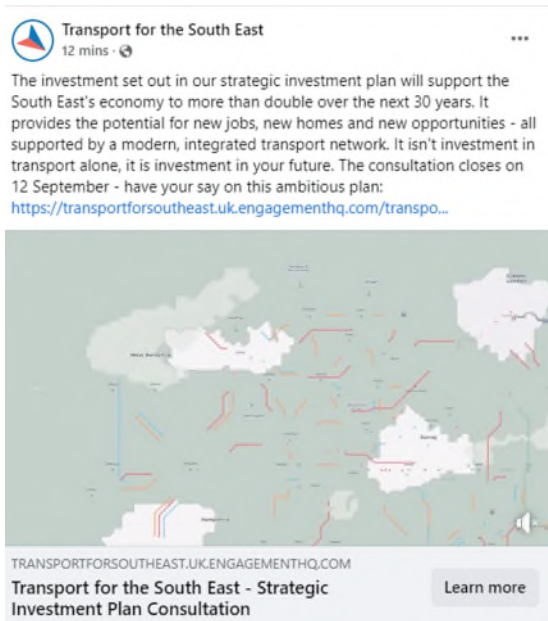 Transport for the South East
12 mins ·
The investment set out in our strategic investment plan will support the
South East's economy to more than double over the next 30 years. It
provides the potential for new jobs, new homes and new opportunities - all
supported by a modern, integrated transport network. It isn't investment in
transport alone, it is investment in your future. The consultation closes on
12 September - have your say on this ambitious plan:
https://transportforsoutheast.uk.engagementhq.com/transpo...
West Berkshire
Surrey
Hampshire
TRANSPORTFORSOUTHEAST.UK.ENGAGEMENTHQ.COM
Transport for the South East - Strategic
Investment Plan Consultation
Learn more